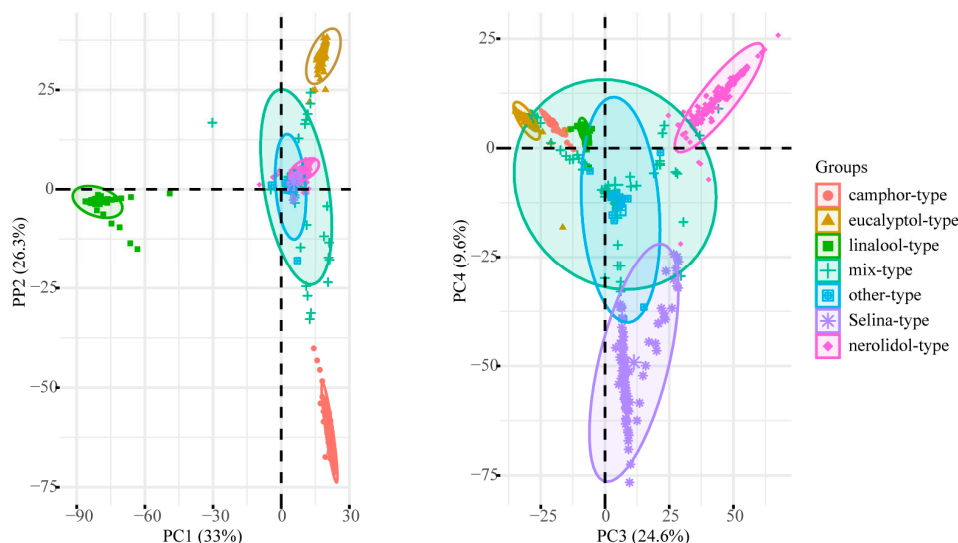 25
0
−25
−50
−75
−90
−60
−30
0
30
PP2 (26.3%)
PC1 (33%)
25
0
−25
−50
−75
−25
0
25
50
PC4 (9.6%)
PC3 (24.6%)
Groups
camphor-type
eucalyptol-type
linalool-type
mix-type
other-type
Selina-type
nerolidol-type